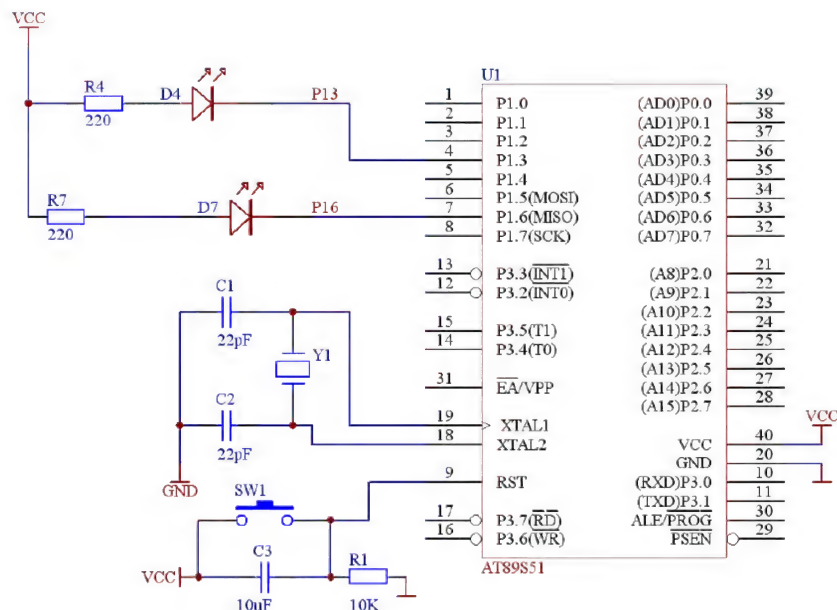 VCC
U1
R4
D4
P13
220
R7
D7
P16
220
1 P1.0 (AD0)P0.0 39
2 P1.1 (AD1)P0.1 38
3 P1.2 (AD2)P0.2 37
4 P1.3 (AD3)P0.3 36
5 P1.4 (AD4)P0.4 35
6 P1.5(MOSI) (AD5)P0.5 34
7 P1.6(MISO) (AD6)P0.6 33
8 P1.7(SCK) (AD7)P0.7 32
13 P3.3(INT1) (A8)P2.0 21
12 P3.2(INT0) (A9)P2.1 22
(A10)P2.2 23
15 P3.5(T1) (A11)P2.3 24
14 P3.4(T0) (A12)P2.4 25
(A13)P2.5 26
31 EA/VPP (A14)P2.6 27
(A15)P2.7 28
19 XTAL1
18 XTAL2 VCC 40
GND 20
9 RST (RXD)P3.0 10
(TXD)P3.1 11
17 P3.7(RD) ALE/PROG 30
16 P3.6(WR) PSEN 29
AT89S51
VCC
C1
22pF
Y1
C2
22pF
GND
SW1
C3
R1
VCC
10uF
10K